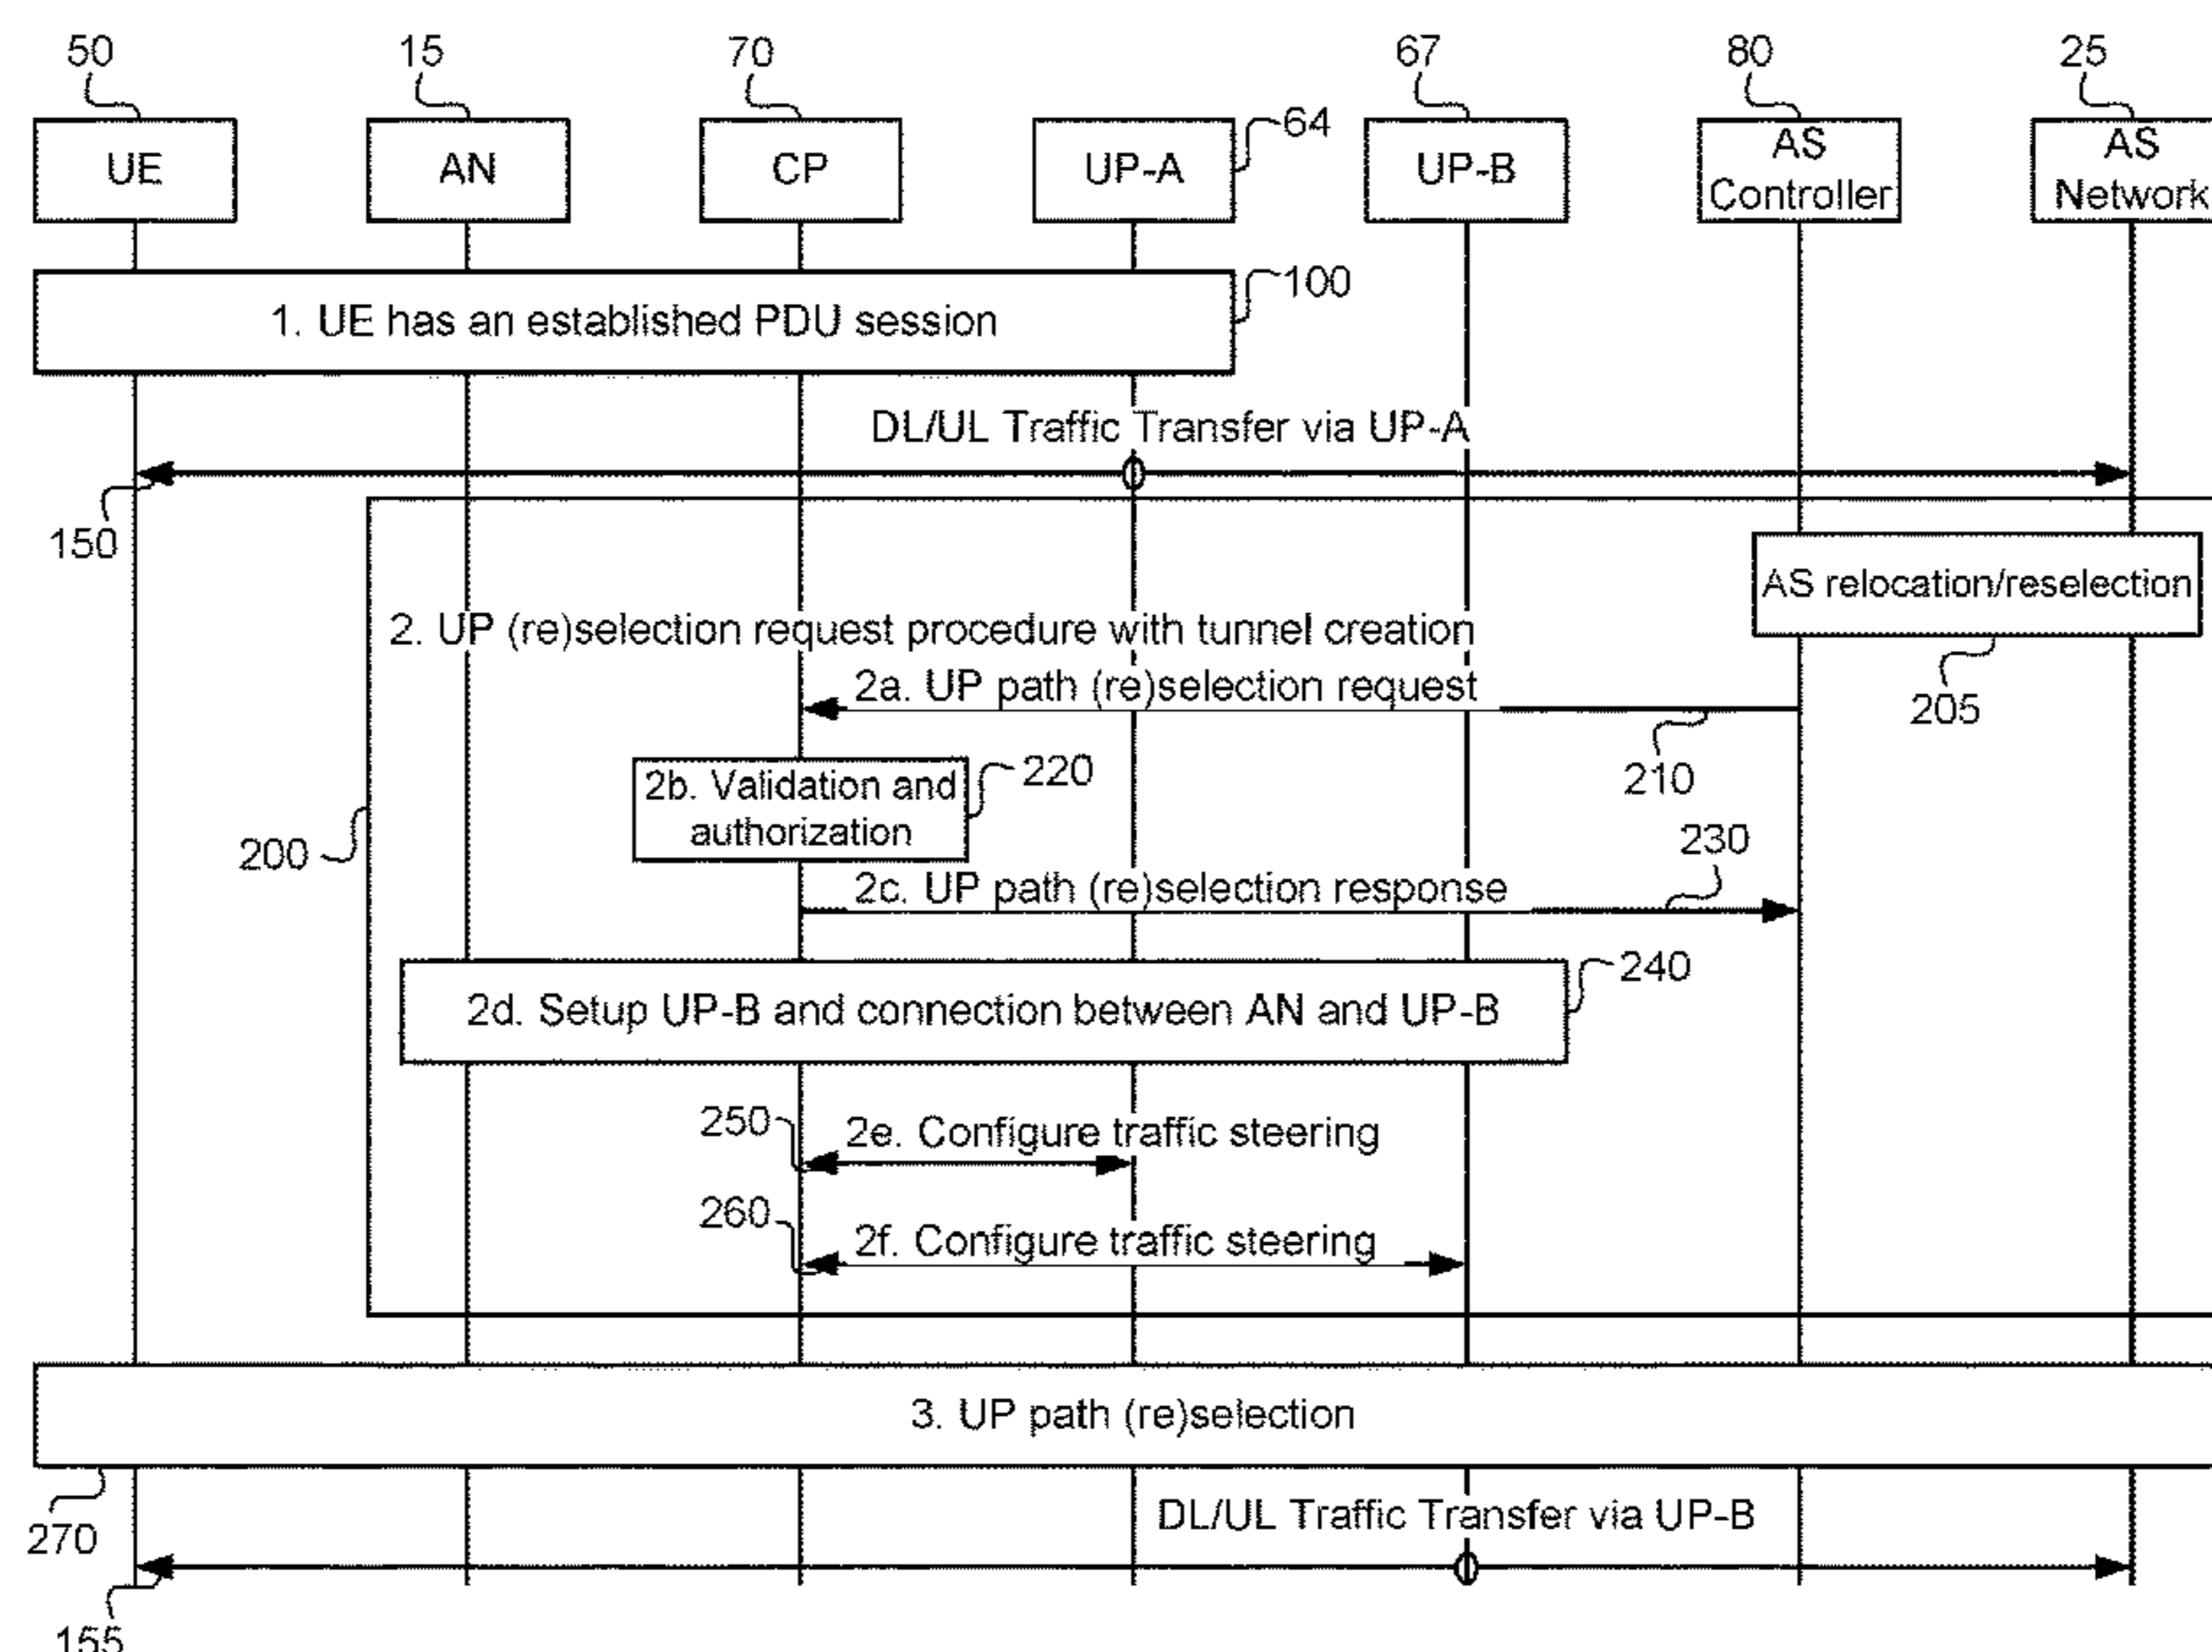 50
15
70
67
80
25
64
UE
AN
CP
UP-A
UP-B
AS
Controller
AS
Network
100
1. UE has an established PDU session
DL/UL Traffic Transfer via UP-A
150
AS relocation/reselection
205
2. UP (re)selection request procedure with tunnel creation
2a. UP path (re)selection request
210
2b. Validation and
authorization
220
200
230
2c. UP path (re)selection response
240
2d. Setup UP-B and connection between AN and UP-B
250
2e. Configure traffic steering
260
2f. Configure traffic steering
3. UP path (re)selection
270
DL/UL Traffic Transfer via UP-B
155